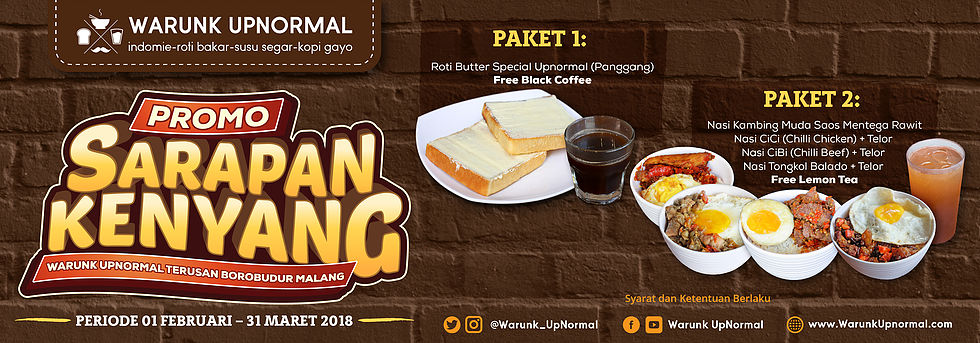 WARUNK UPNORMAL
indomie-roti bakar-susu segar-kopi gayo
PROMO
SARAPAN
KENYANG
WARUNK UPNORMAL TERUSAN BOROBUDUR MALANG
PERIODE 01 FEBRUARI – 31 MARET 2018
PAKET 1:
Roti Butter Special Upnormal (Panggang)
Free Black Coffee
PAKET 2:
Nasi Kambing Muda Saos Mentega Rawit
Nasi CiCi (Chilli Chicken) + Telor
Nasi CiBi (Chilli Beef) + Telor
Nasi Tongkol Balado + Telor
Free Lemon Tea
Syarat dan Ketentuan Berlaku
@Warunk_UpNormal
Warunk UpNormal
www.WarunkUpnormal.com